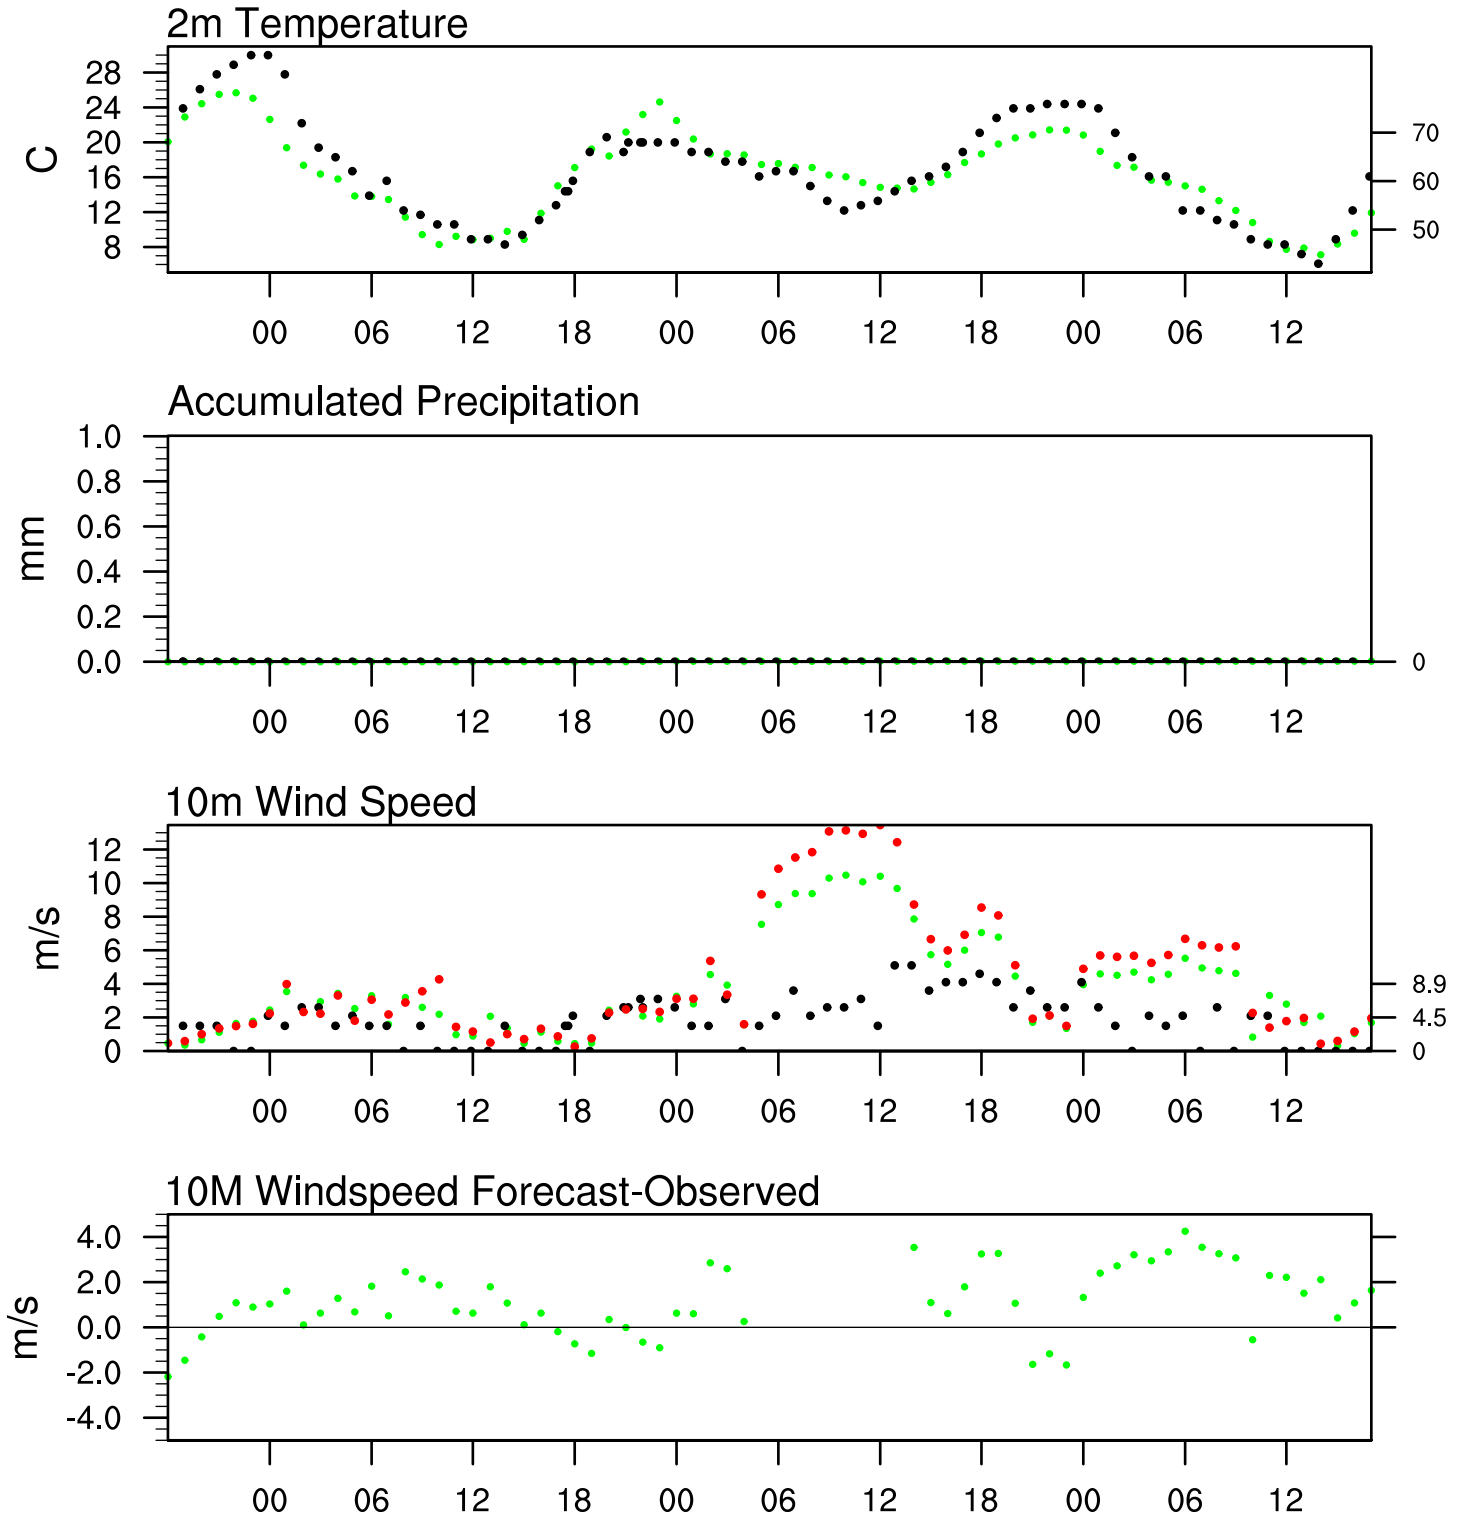 2m Temperature
28
24
20
16
12
8
C
70
60
50
00 06 12 18 00 06 12 18 00 06 12
Accumulated Precipitation
1.0
0.8
0.6
0.4
0.2
0.0
mm
0
00 06 12 18 00 06 12 18 00 06 12
10m Wind Speed
12
10
8
6
4
2
0
m/s
8.9
4.5
0
00 06 12 18 00 06 12 18 00 06 12
10M Windspeed Forecast-Observed
4.0
2.0
0.0
-2.0
-4.0
m/s
00 06 12 18 00 06 12 18 00 06 12